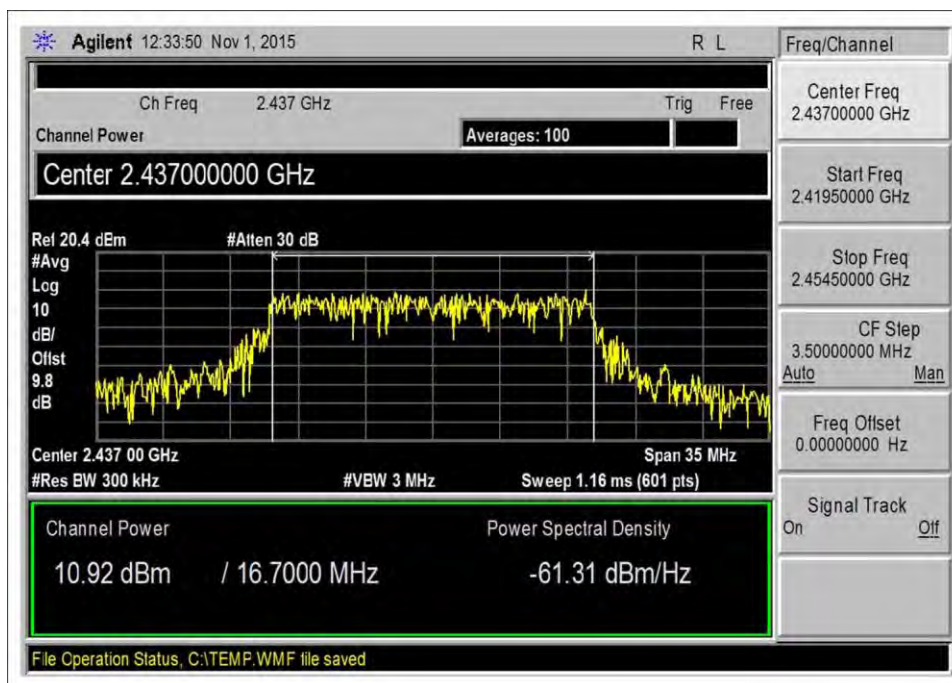 Agilent 12:33:50 Nov 1, 2015 R L
Freq/Channel
Ch Freq 2.437 GHz Trig Free
Channel Power Averages: 100
Center 2.437000000 GHz
Ref 20.4 dBm #Atten 30 dB
#Avg
Log
10
dB/
Offst
9.8
dB
Center 2.437 00 GHz Span 35 MHz
#Res BW 300 kHz #VBW 3 MHz Sweep 1.16 ms (601 pts)
Channel Power Power Spectral Density
10.92 dBm / 16.7000 MHz -61.31 dBm/Hz
File Operation Status, C:\TEMP.WMF file saved
Center Freq
2.43700000 GHz
Start Freq
2.41950000 GHz
Stop Freq
2.45450000 GHz
CF Step
3.50000000 MHz
Auto Man
Freq Offset
0.00000000 Hz
Signal Track
On Off